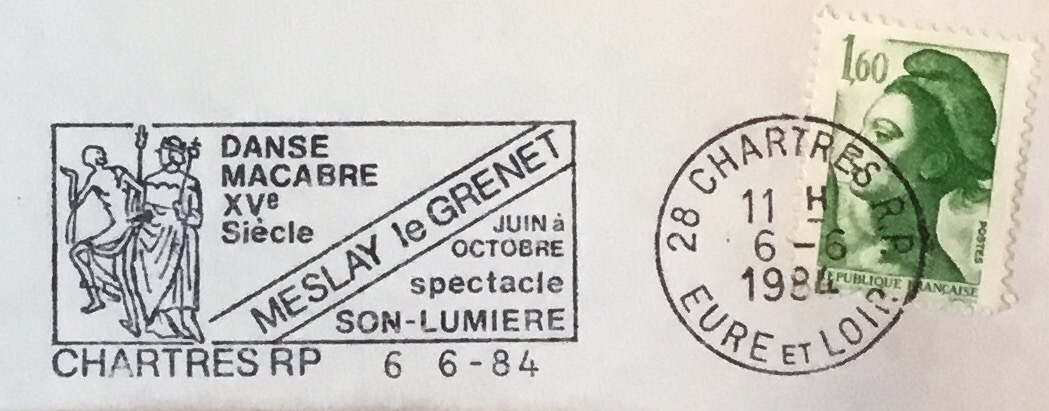 DANSE
MACABRE
XVe
Siècle
MESLAY le GRENET
JUIN à
OCTOBRE
spectacle
SON-LUMIERE
CHARTRES RP 6 6-84
28 CHARTRES R.P.
11 H
6-6
1984
EURE ET LOIR
1,60
POSTES
REPUBLIQUE FRANÇAISE